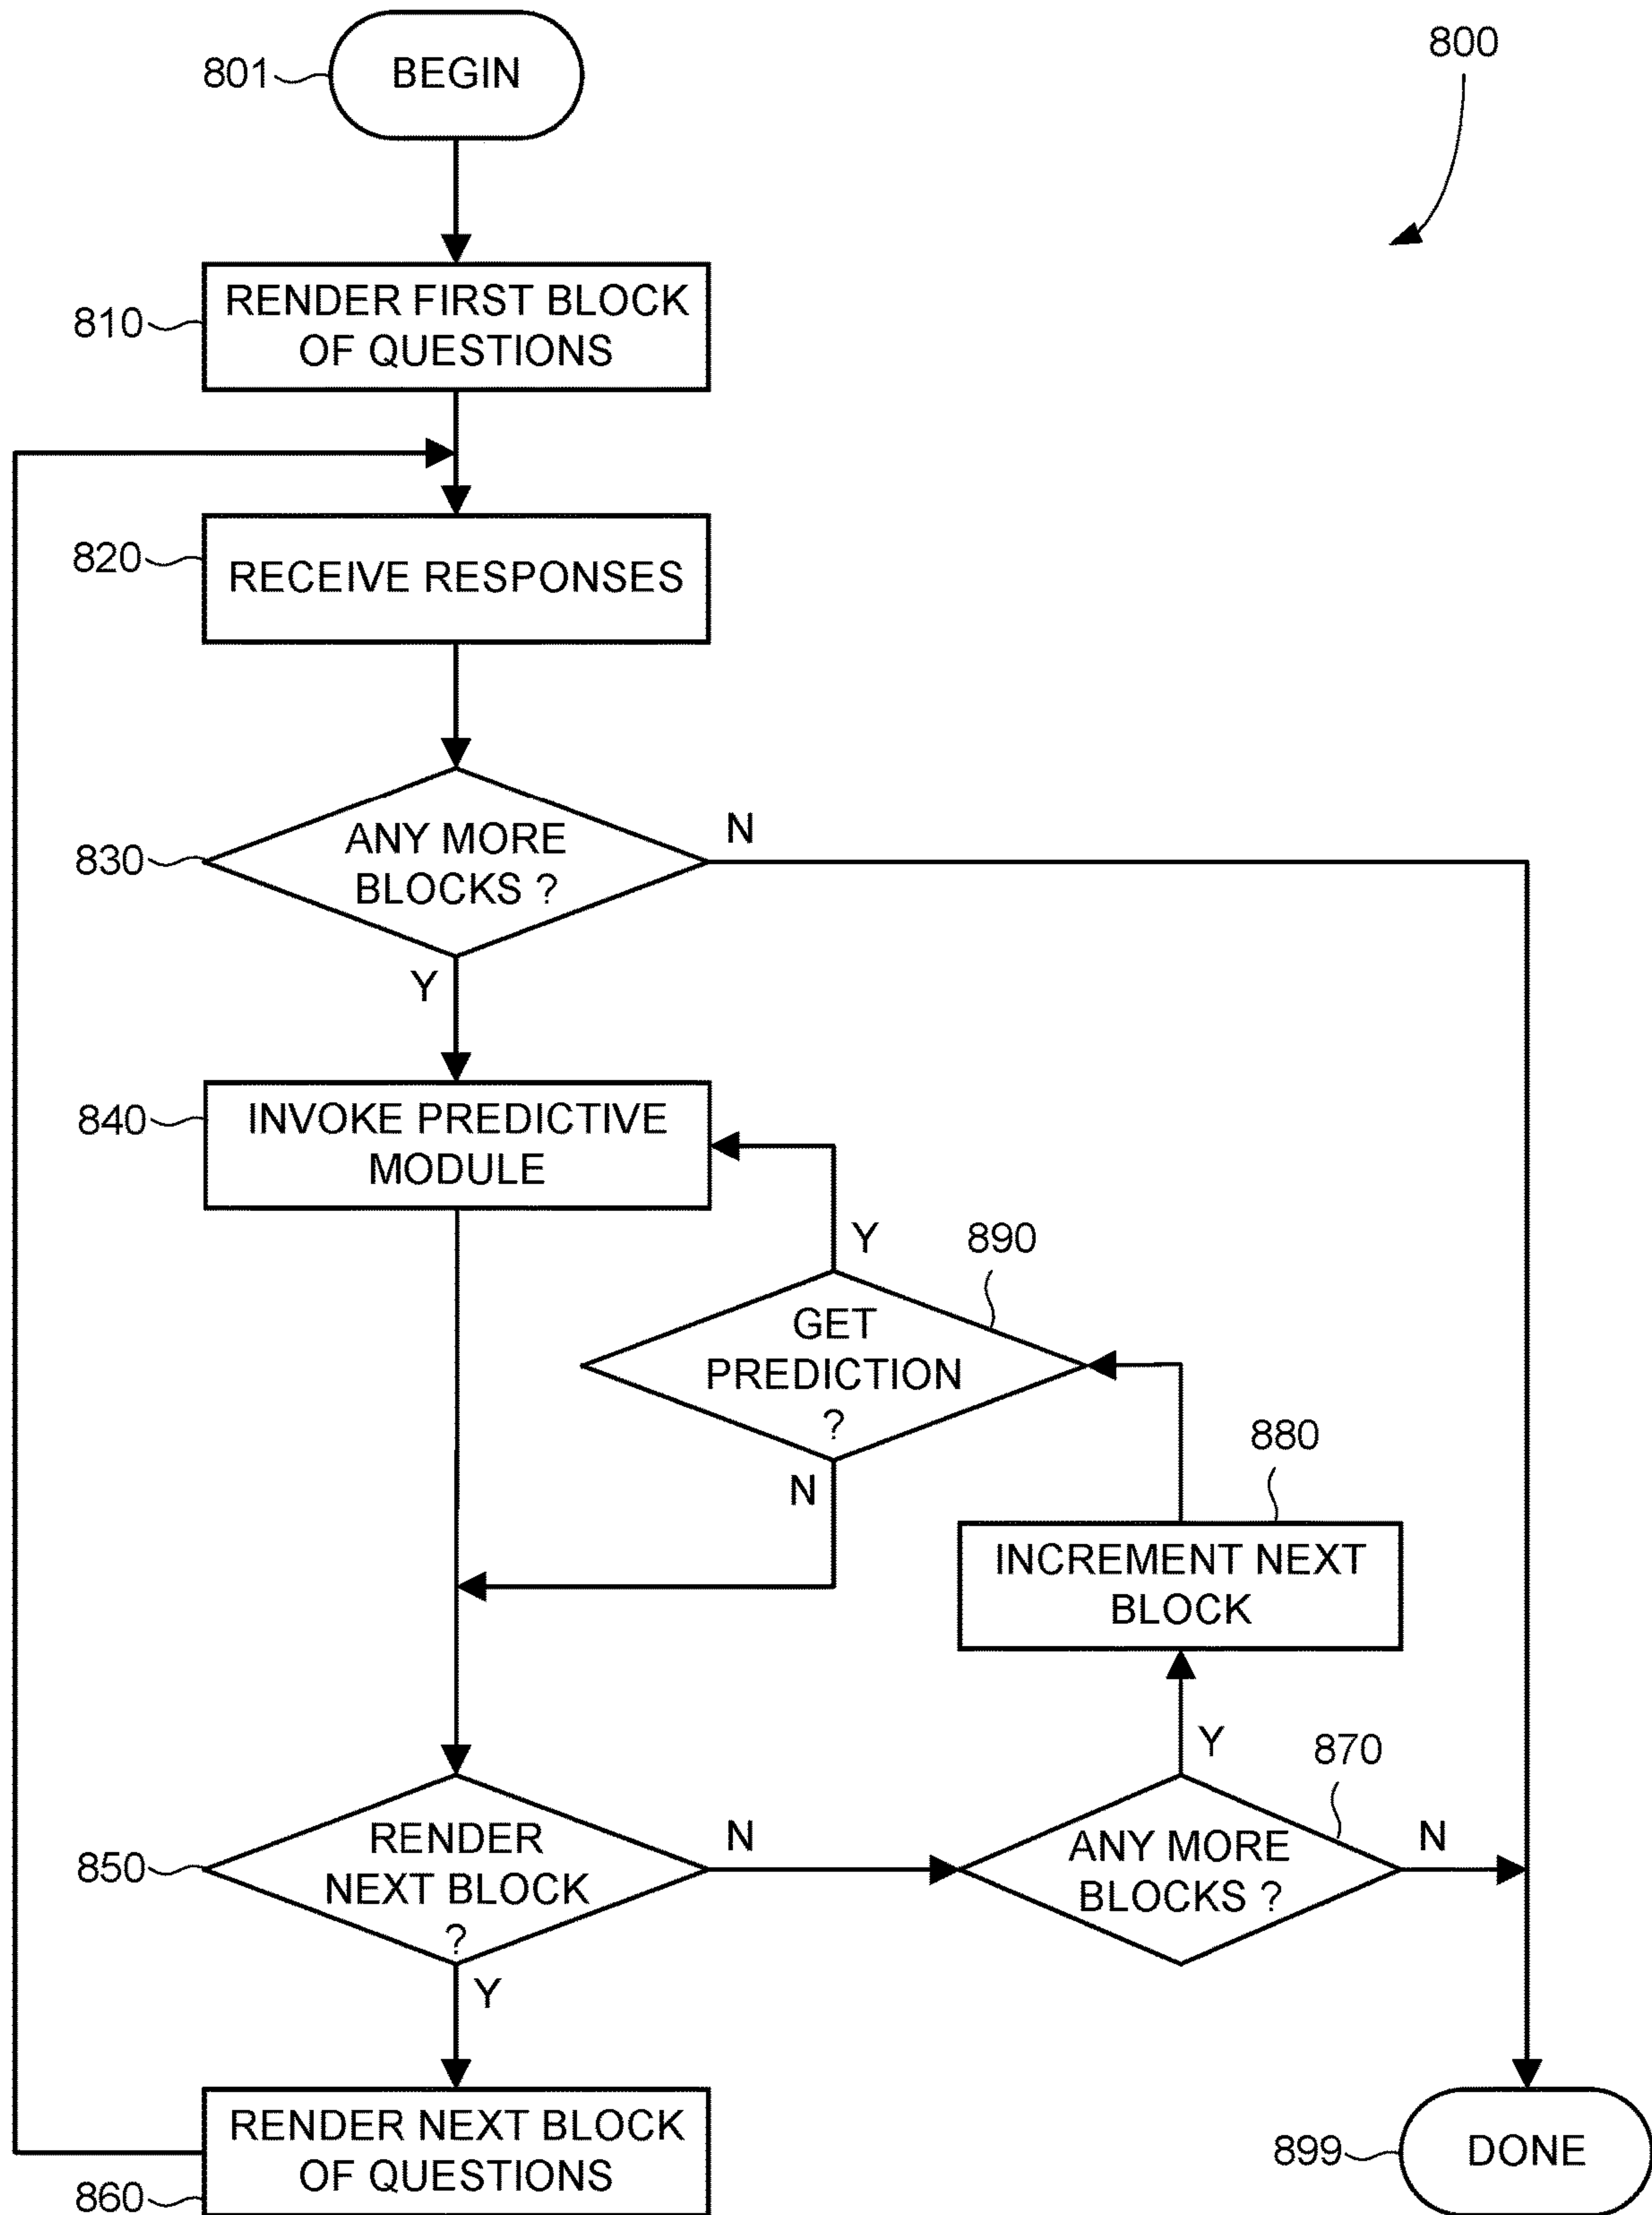 801
BEGIN
800
810
RENDER FIRST BLOCK
OF QUESTIONS
820
RECEIVE RESPONSES
830
ANY MORE
BLOCKS ?
N
Y
840
INVOKE PREDICTIVE
MODULE
Y
890
GET
PREDICTION
?
N
880
INCREMENT NEXT
BLOCK
Y
870
850
RENDER
NEXT BLOCK
?
N
ANY MORE
BLOCKS ?
N
Y
860
RENDER NEXT BLOCK
OF QUESTIONS
899
DONE